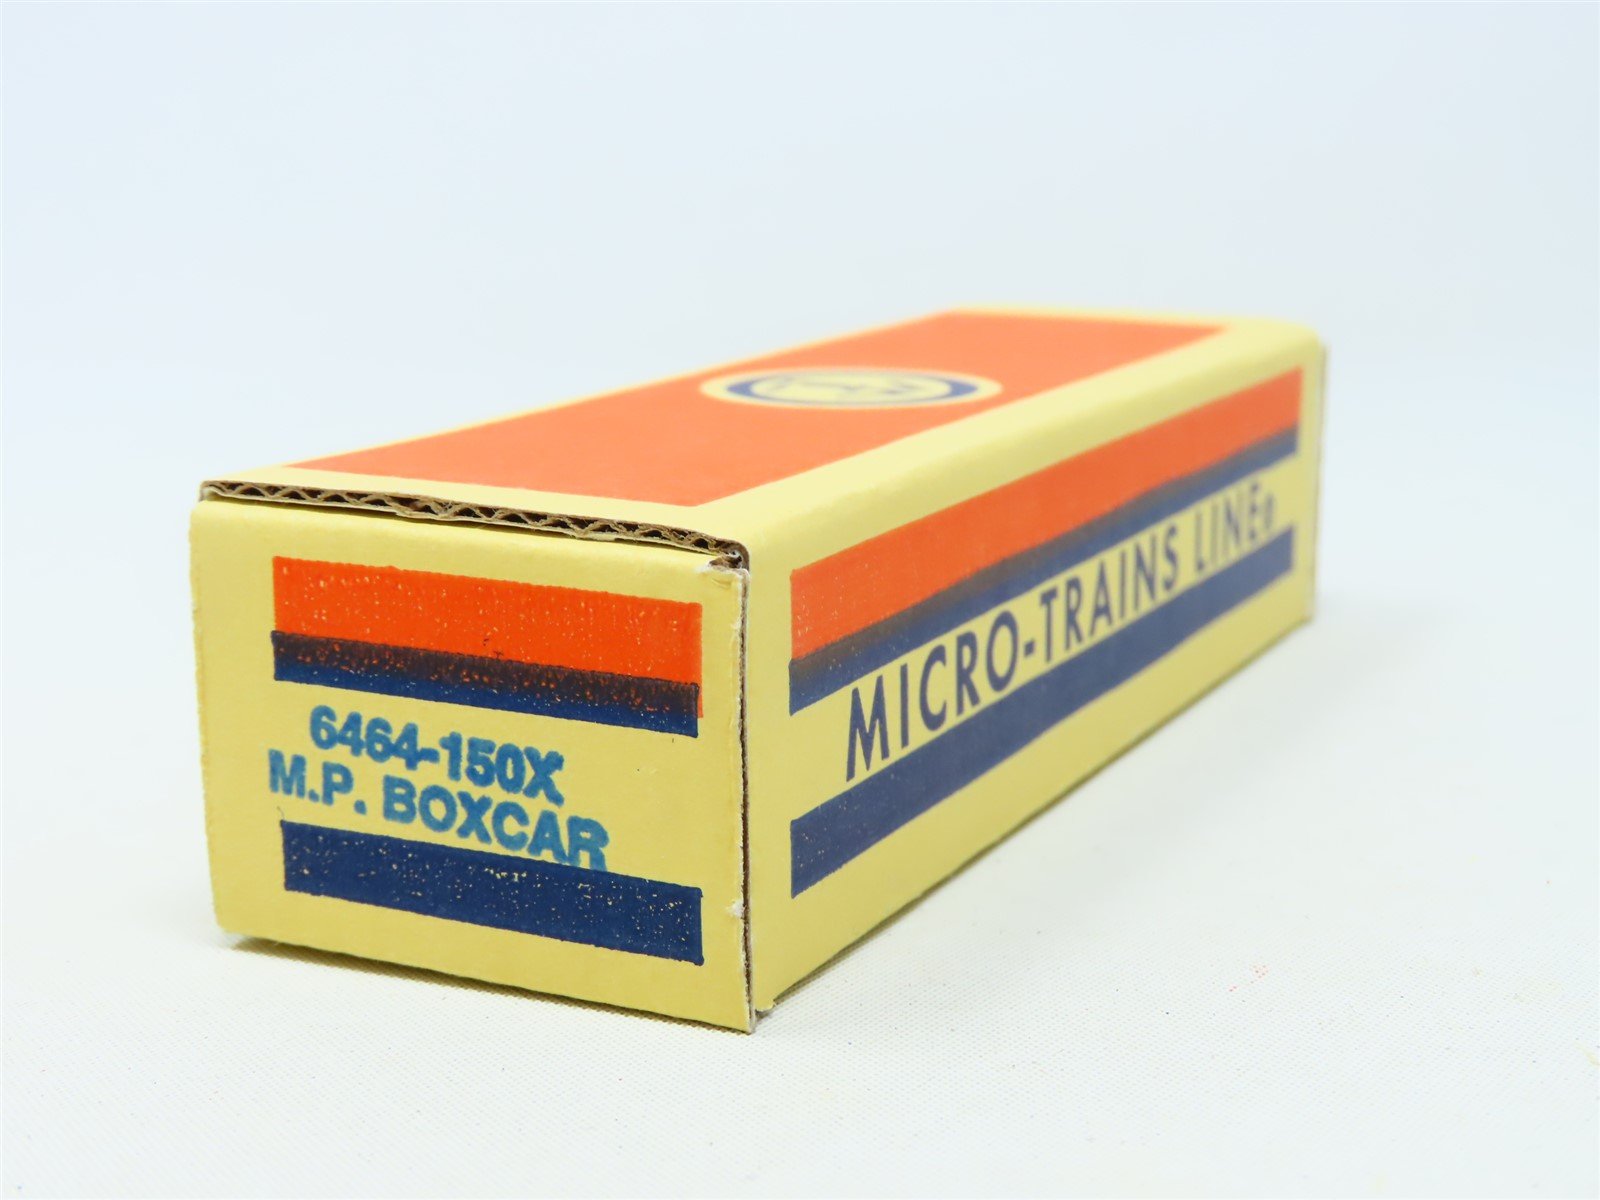 6464-150X
M.P. BOXCAR
MICRO-TRAINS LINE®